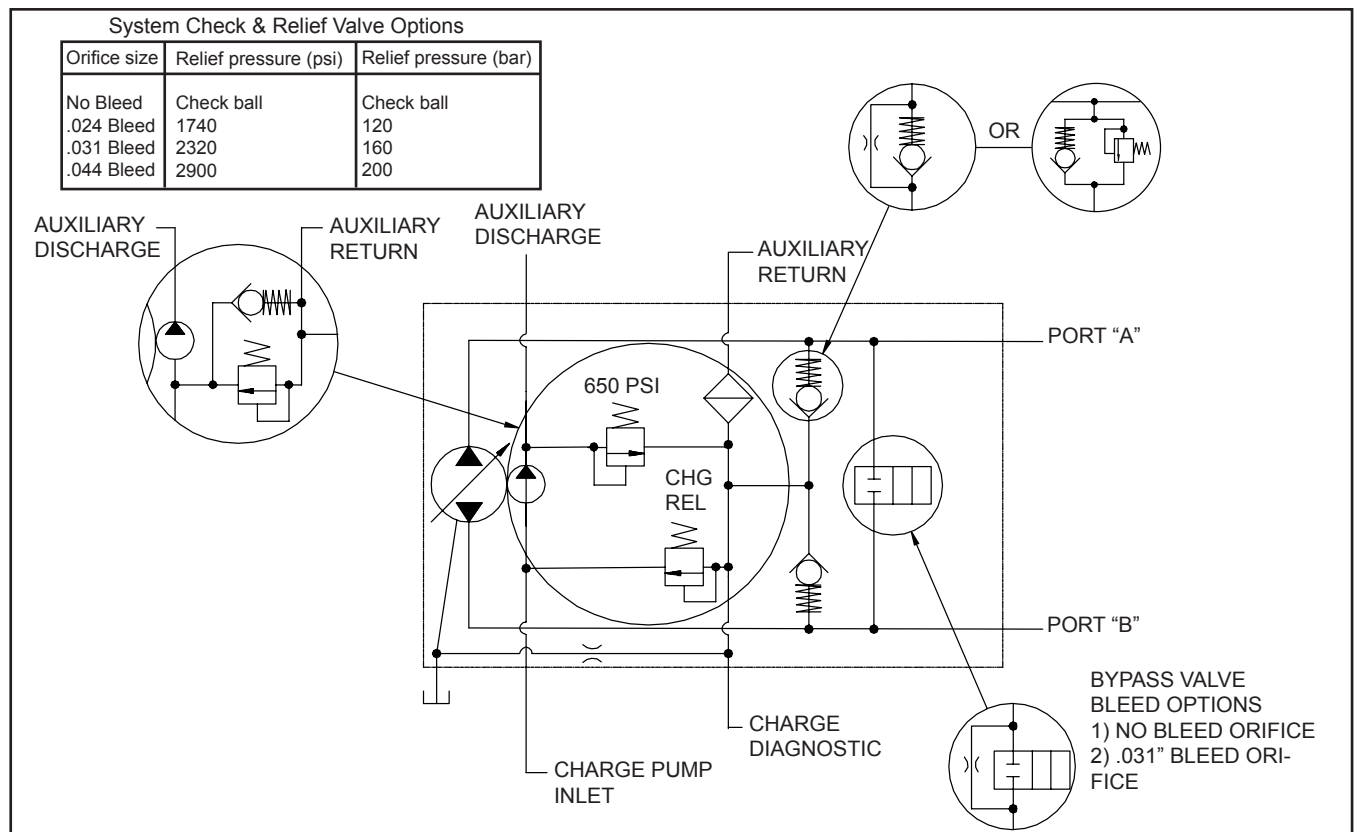 System Check & Relief Valve Options
Orifice size Relief pressure (psi) Relief pressure (bar)
No Bleed Check ball Check ball
.024 Bleed 1740 120
.031 Bleed 2320 160
.044 Bleed 2900 200
OR
AUXILIARY
DISCHARGE
AUXILIARY
RETURN
AUXILIARY
DISCHARGE
AUXILIARY
RETURN
PORT “A”
650 PSI
CHG
REL
PORT “B”
CHARGE
DIAGNOSTIC
CHARGE PUMP
INLET
BYPASS VALVE
BLEED OPTIONS
1) NO BLEED ORIFICE
2) .031” BLEED ORI-
FICE